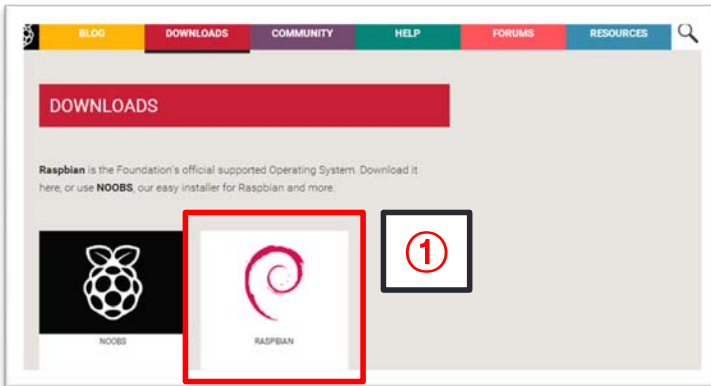 BLOG DOWNLOADS COMMUNITY HELP FORUMS RESOURCES
DOWNLOADS
Raspbian is the Foundation's official supported Operating System. Download it
here, or use NOOBS, our easy installer for Raspbian and more.
①
NOOBS RASPBIAN